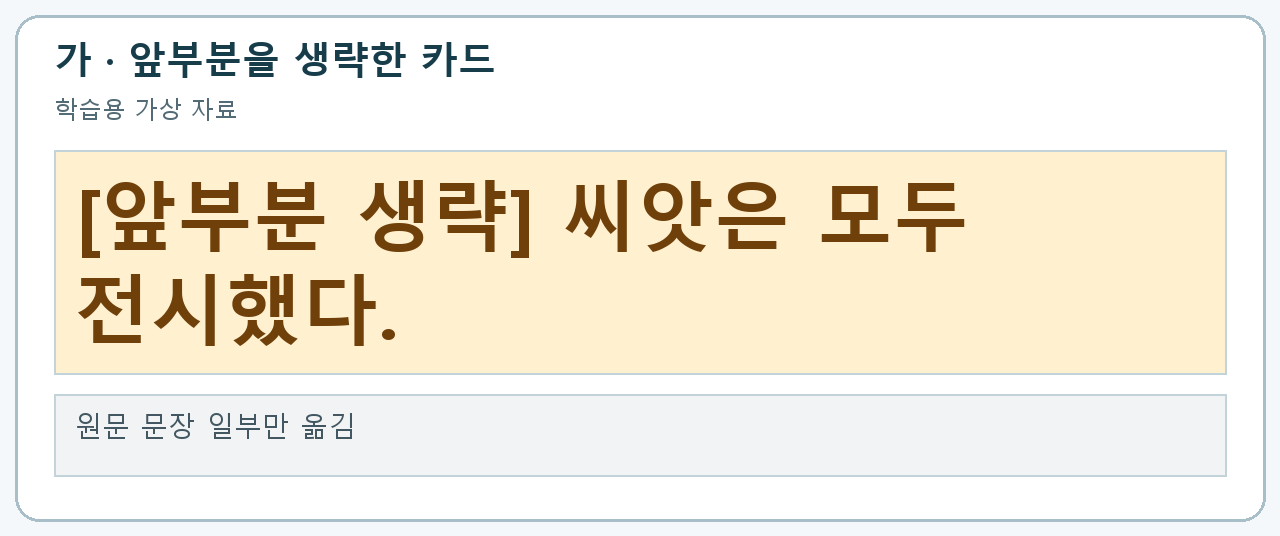 가 · 앞부분을 생략한 카드
학습용 가상 자료
[앞부분 생략] 씨앗은 모두
전시했다.
원문 문장 일부만 옮김